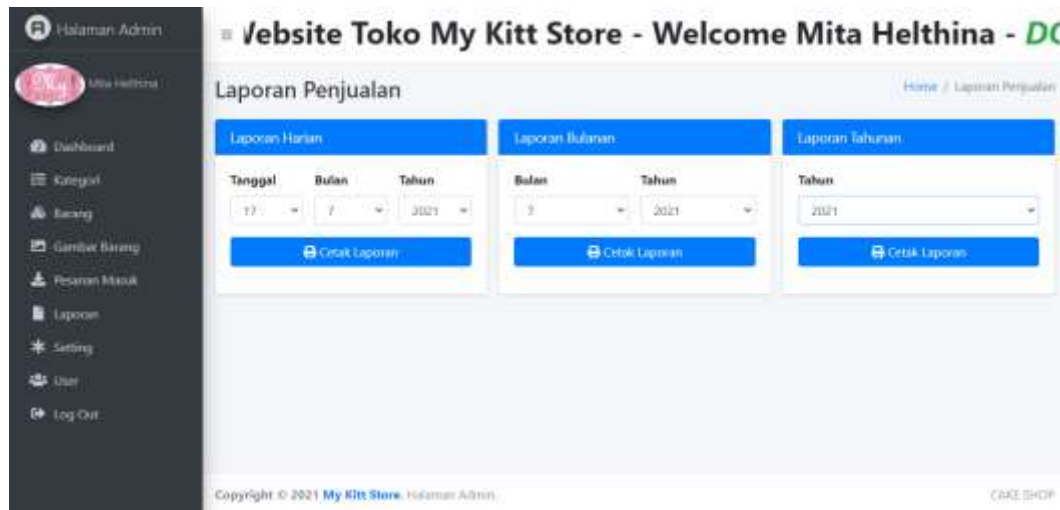 Halaman Admin
Website Toko My Kitt Store - Welcome Mita Helthina - DO
Mita Helthina
Laporan Penjualan
Home / Laporan Penjualan
Dashboard
Kategori
Barang
Gambar Barang
Pesanan Masuk
Laporan
Setting
User
Log Out
Laporan Harian
Tanggal Bulan Tahun
17 7 2021
Cetak Laporan
Laporan Bulanan
Bulan Tahun
7 2021
Cetak Laporan
Laporan Tahunan
Tahun
2021
Cetak Laporan
Copyright © 2021 My Kitt Store. Halaman Admin.
CAKE SHOP